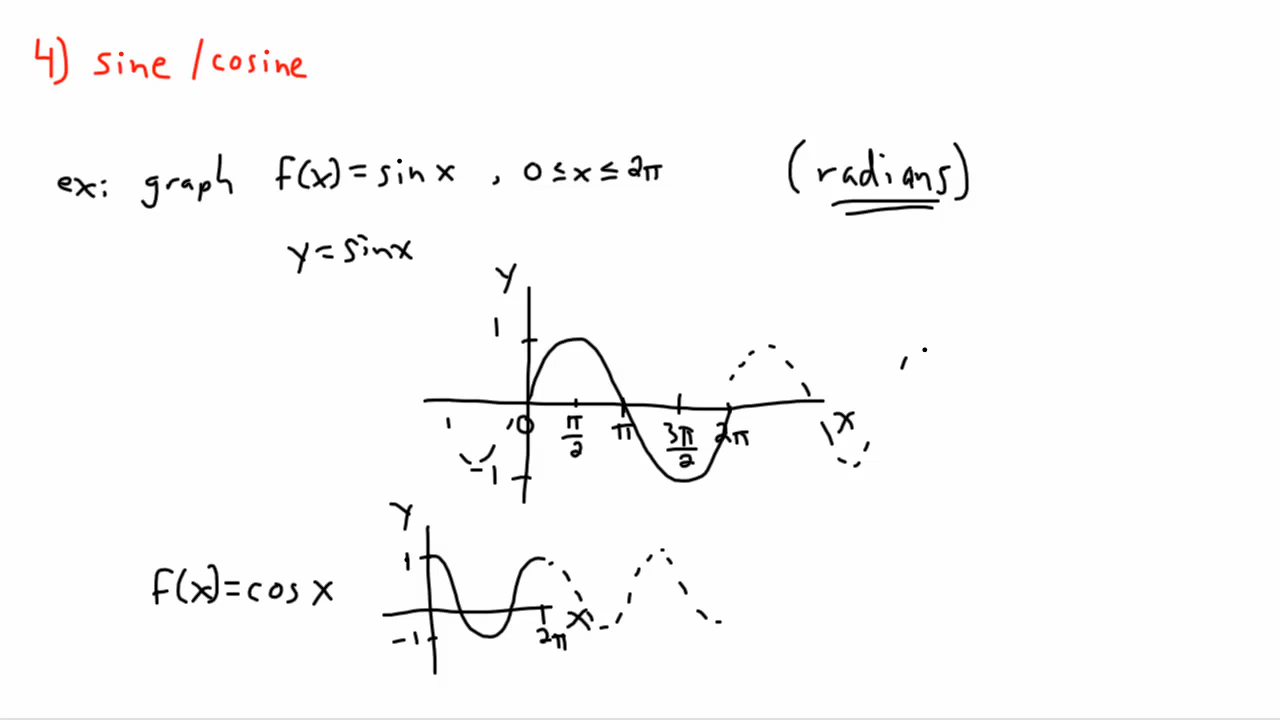 4) sine / cosine
ex: graph f(x) = sin x , 0 ≤ x ≤ 2π (radians)
y = sin x
y
1
0 π/2 π 3π/2 2π x
-1
y
1
f(x) = cos x
x
-1 2π